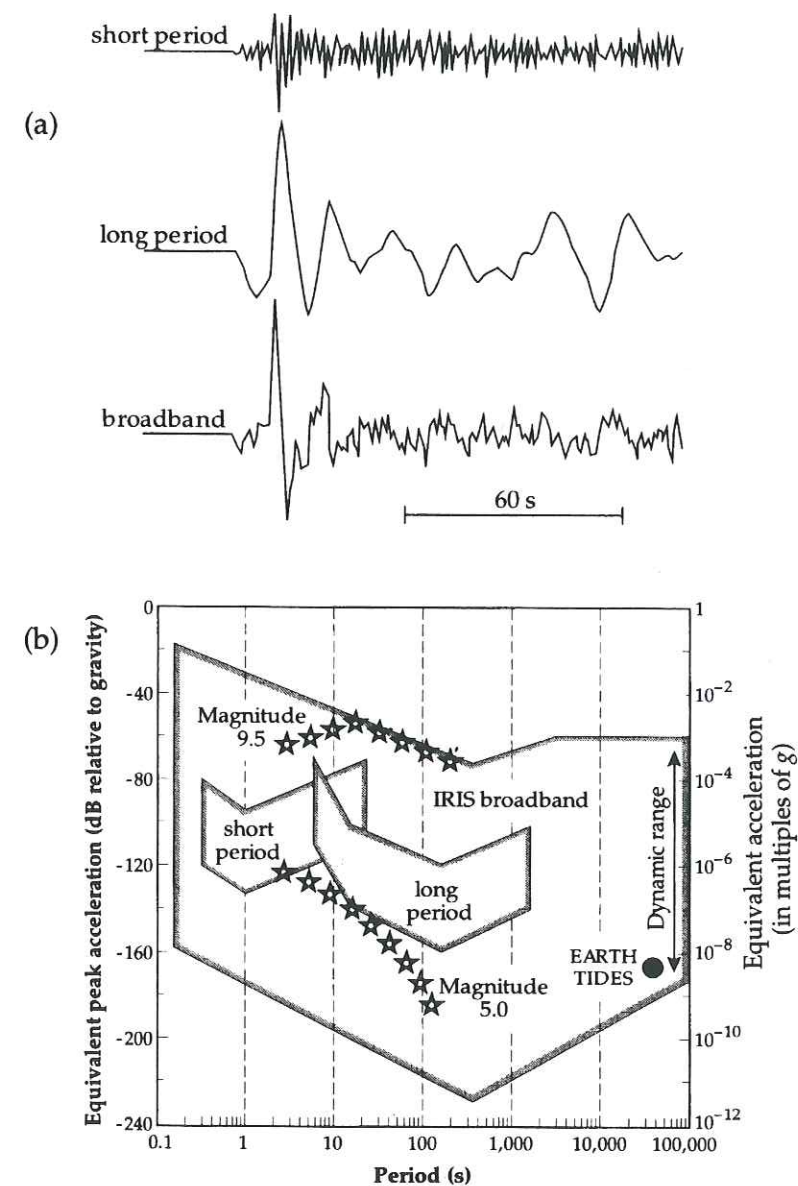 short period
(a)
long period
broadband
60 s
(b)
Equivalent peak acceleration (dB relative to gravity)
0
-40
-60
-80
-120
-160
-200
-240
Magnitude
9.5
IRIS broadband
short
period
long
period
Magnitude
5.0
EARTH
TIDES
Dynamic range
1
10⁻²
10⁻⁴
10⁻⁶
10⁻⁸
10⁻¹⁰
10⁻¹²
Equivalent acceleration
(in multiples of g)
0.1
1
10
100
1,000
10,000
100,000
Period (s)